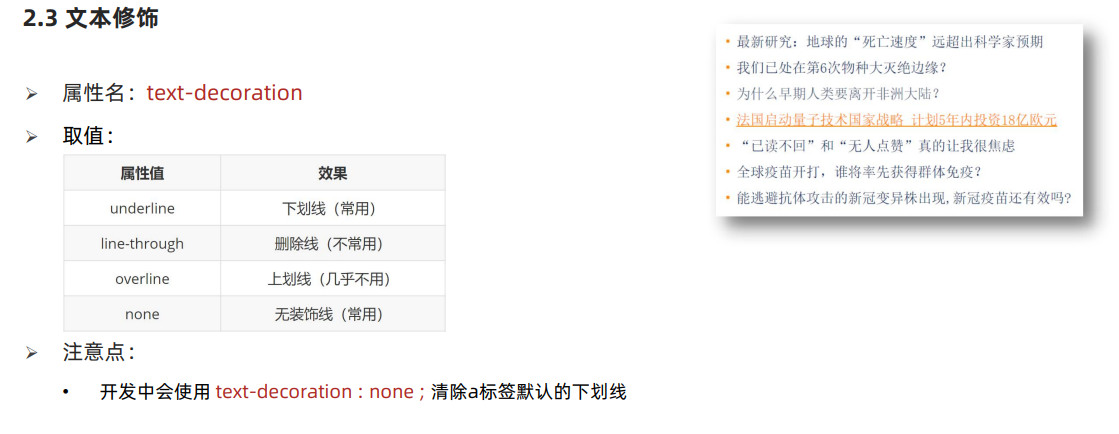 2.3 文本修饰
属性名：text-decoration
取值：
属性值 效果
underline 下划线（常用）
line-through 删除线（不常用）
overline 上划线（几乎不用）
none 无装饰线（常用）
注意点：
开发中会使用 text-decoration : none ; 清除a标签默认的下划线
最新研究：地球的“死亡速度”远超出科学家预期
我们已处在第6次物种大灭绝边缘？
为什么早期人类要离开非洲大陆？
法国启动量子技术国家战略 计划5年内投资18亿欧元
“已读不回”和“无人点赞”真的让我很焦虑
全球疫苗开打，谁将率先获得群体免疫？
能逃避抗体攻击的新冠变异株出现,新冠疫苗还有效吗?